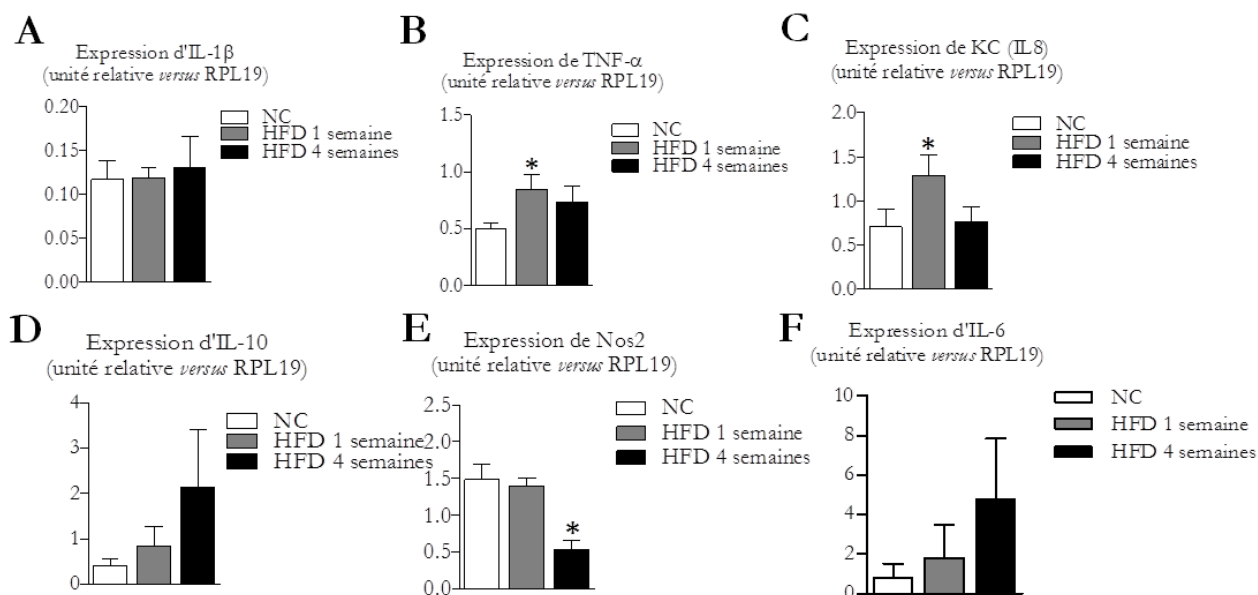 A
Expression d'IL-1β
(unité relative versus RPL19)
0.20
0.15
0.10
0.05
0.00
NC
HFD 1 semaine
HFD 4 semaines
B
Expression de TNF-α
(unité relative versus RPL19)
1.5
1.0
0.5
0.0
*
NC
HFD 1 semaine
HFD 4 semaines
C
Expression de KC (IL8)
(unité relative versus RPL19)
2.0
1.5
1.0
0.5
0.0
*
NC
HFD 1 semaine
HFD 4 semaines
D
Expression d'IL-10
(unité relative versus RPL19)
4
3
2
1
0
NC
HFD 1 semaine
HFD 4 semaines
E
Expression de Nos2
(unité relative versus RPL19)
2.5
2.0
1.5
1.0
0.5
0.0
*
NC
HFD 1 semaine
HFD 4 semaines
F
Expression d'IL-6
(unité relative versus RPL19)
10
8
6
4
2
0
NC
HFD 1 semaine
HFD 4 semaines